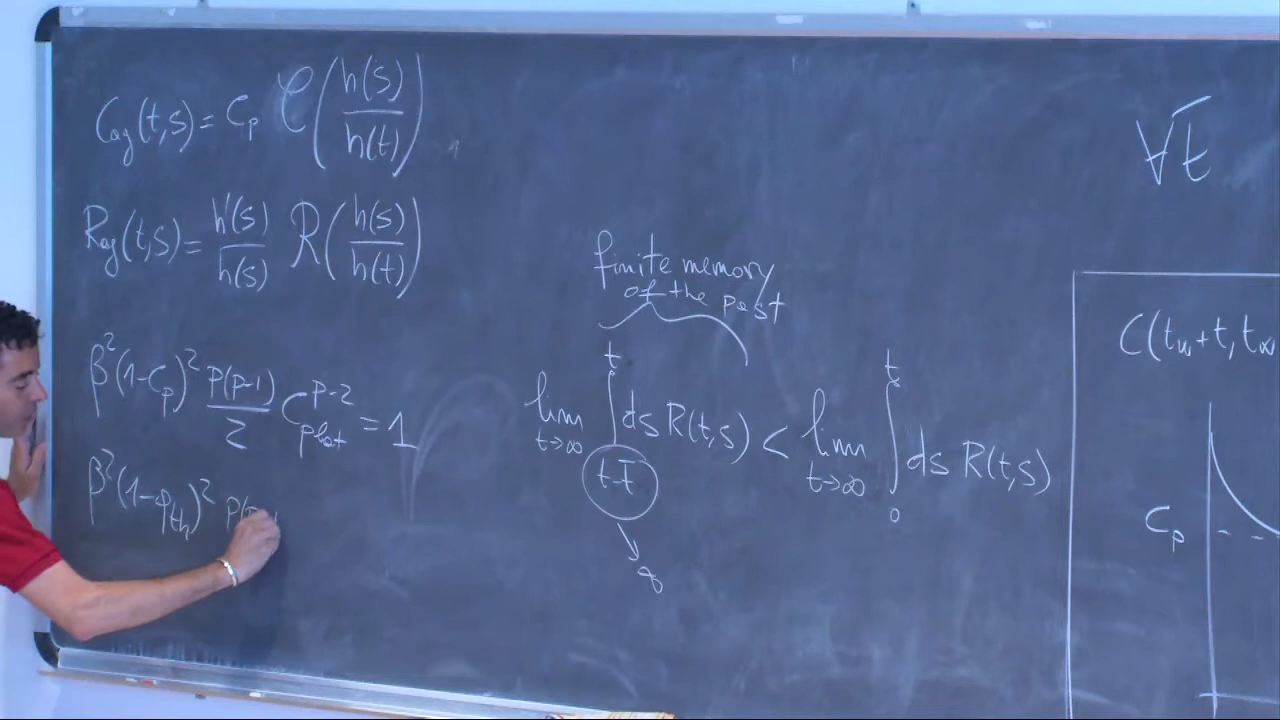 C_ag(t,s) = C_p 𝒞(h(s)/h(t))
R_ag(t,s) = h'(s)/h(s) R(h(s)/h(t))
β²(1-C_p)² p(p-1)/2 C_plat^{p-2} = 1
β²(1-q_th)² p(p
finite memory
of the past
lim_{t→∞} ∫_{t-t̄}^{t} ds R(t,s) < lim_{t→∞} ∫_0^t ds R(t,s)
∞
∀ t̄
C(t_w+t, t_w
C_p